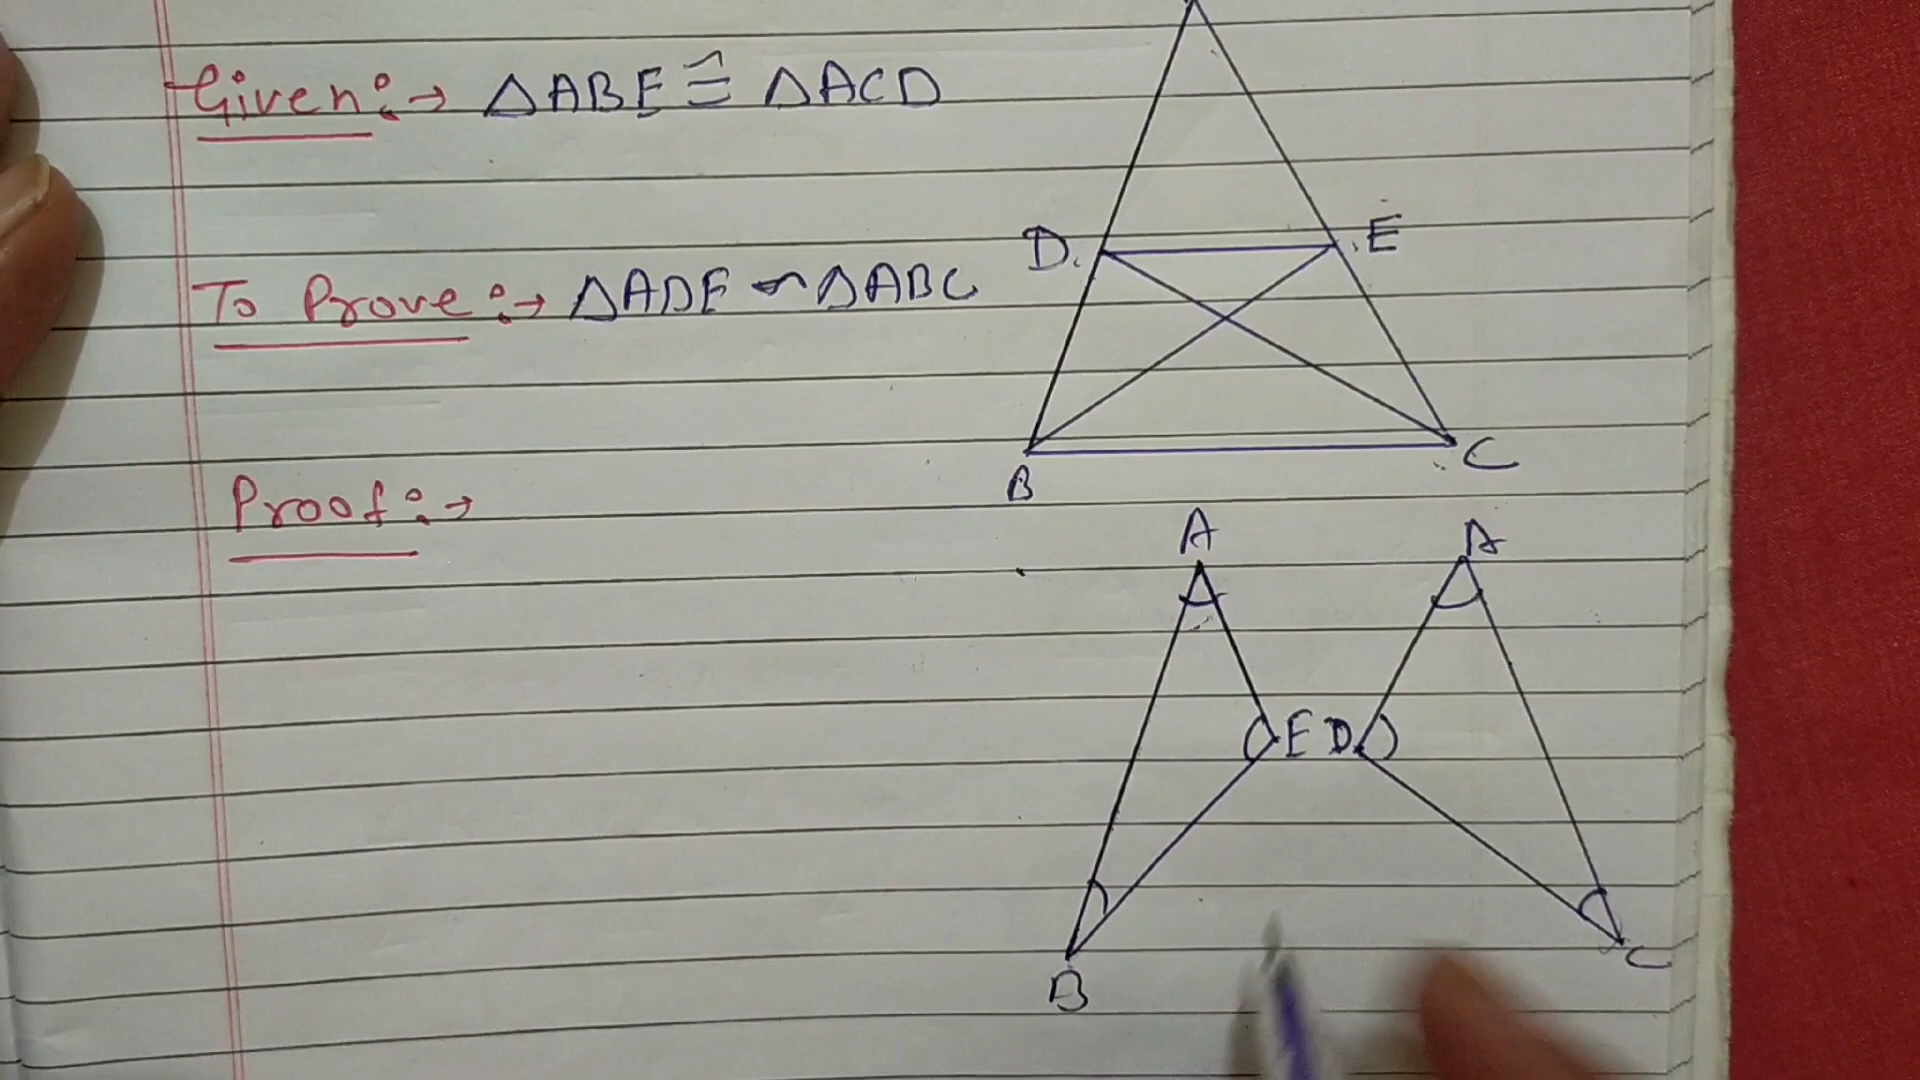 Given :→ △ABE ≅ △ACD
D. .E
To Prove :→ △ADE ~ △ABC
C
B
Proof :→
A A
E D
C
B